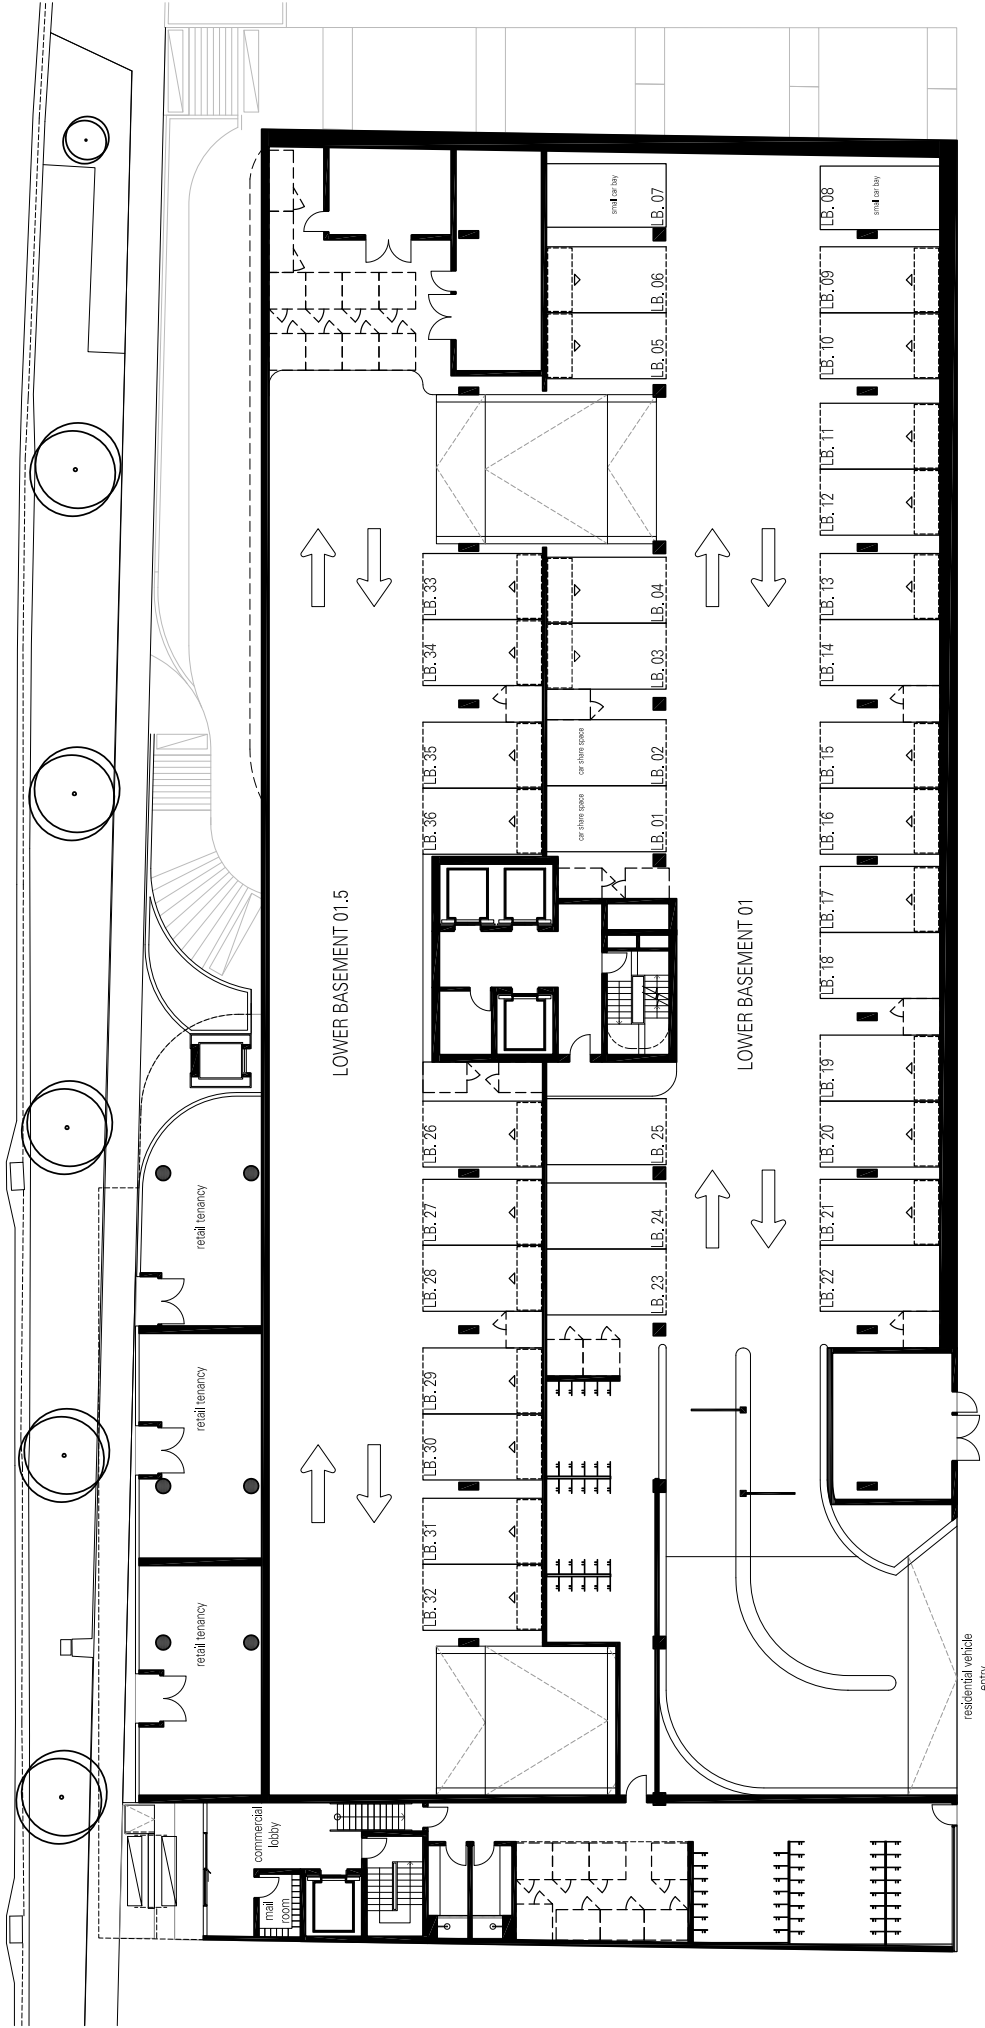 small car bay
LB. 07
LB. 08
small car bay
LB. 06
LB. 09
LB. 05
LB. 10
LB. 11
LB. 12
LB. 33
LB. 04
LB. 13
LB. 34
LB. 03
LB. 14
LB. 35
car share space
LB. 02
LB. 15
LB. 36
car share space
LB. 01
LB. 16
LB. 17
LOWER BASEMENT 01.5
LOWER BASEMENT 01
LB. 18
LB. 19
LB. 26
LB. 25
LB. 20
retail tenancy
LB. 27
LB. 24
LB. 21
LB. 28
LB. 23
LB. 22
retail tenancy
LB. 29
LB. 30
LB. 31
LB. 32
retail tenancy
residential vehicle
entry
commercial
lobby
mail
room